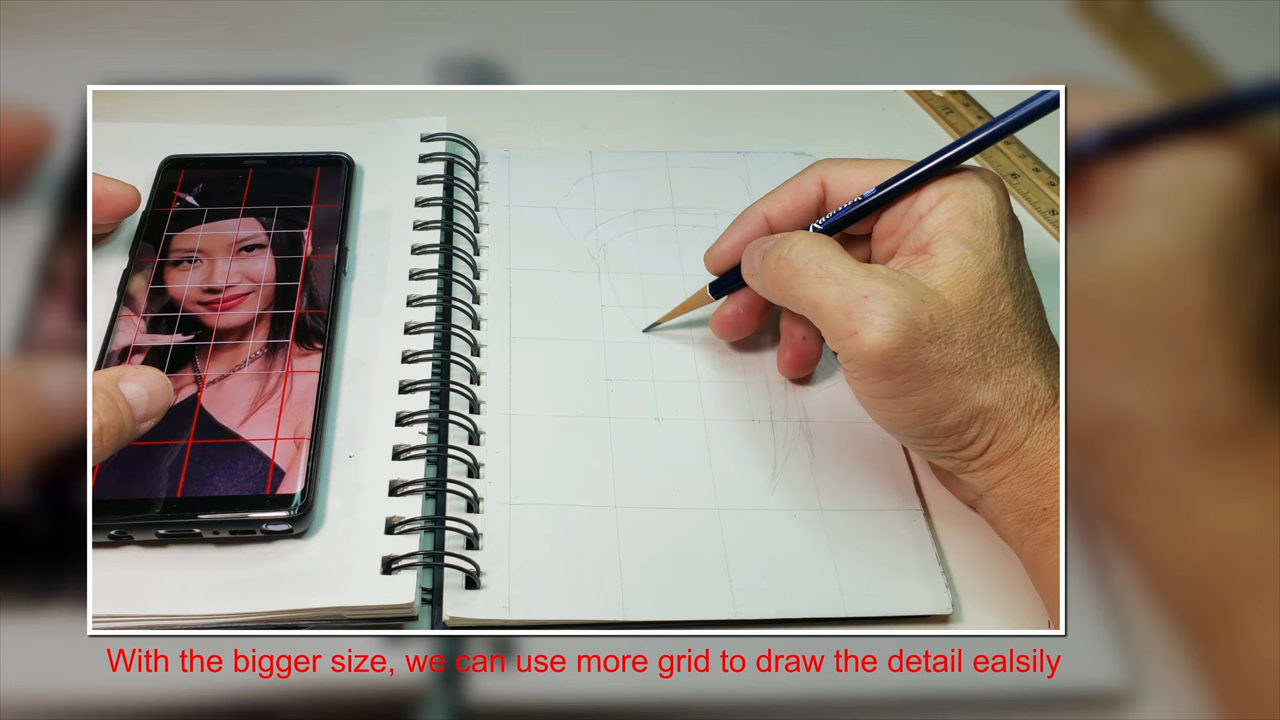 With the bigger size, we can use more grid to draw the detail ealsily